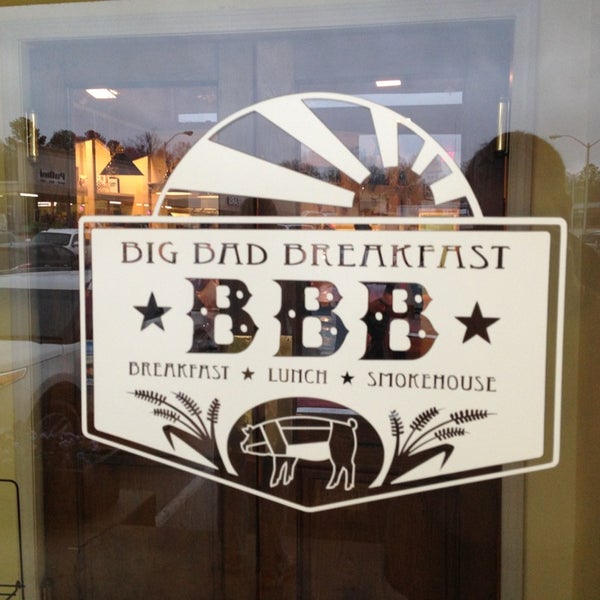 BIG BAD BREAKFAST
BBB
BREAKFAST ★ LUNCH ★ SMOKEHOUSE